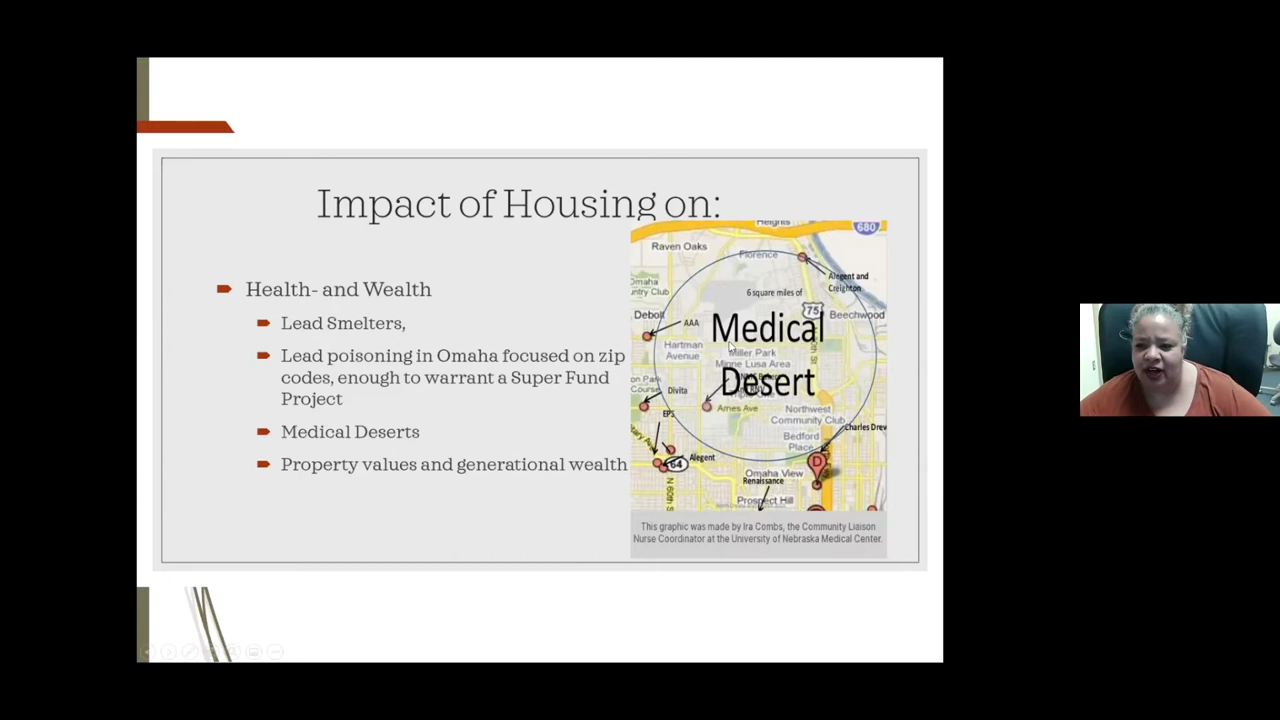 Impact of Housing on:
Health- and Wealth
Lead Smelters,
Lead poisoning in Omaha focused on zip
codes, enough to warrant a Super Fund
Project
Medical Deserts
Property values and generational wealth
Heights
680
Raven Oaks
Florence
Alegent and
Creighton
Omaha
6 square miles of
75
Beechwood
AAA
Medical
Hartman
Avenue
Miller Park
Minne Lusa Area
Desert
Course
Divita
Ames Ave
Northwest
Community Club
EPS
Charles Drew
Bedford
Place
Alegent
64
D
Omaha View
Renaissance
N 60th S
Prospect Hill
This graphic was made by Ira Combs, the Community Liaison
Nurse Coordinator at the University of Nebraska Medical Center.